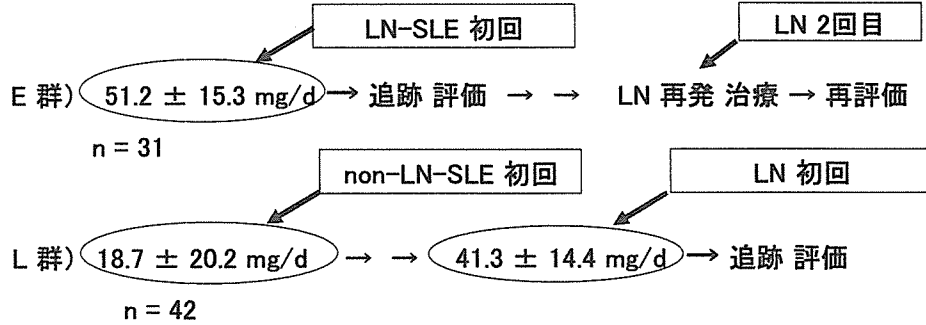 LN-SLE 初回
LN 2回目
E 群) 51.2 ± 15.3 mg/d → 追跡 評価 → → LN 再発 治療 → 再評価
n = 31
non-LN-SLE 初回
LN 初回
L 群) 18.7 ± 20.2 mg/d → → 41.3 ± 14.4 mg/d → 追跡 評価
n = 42